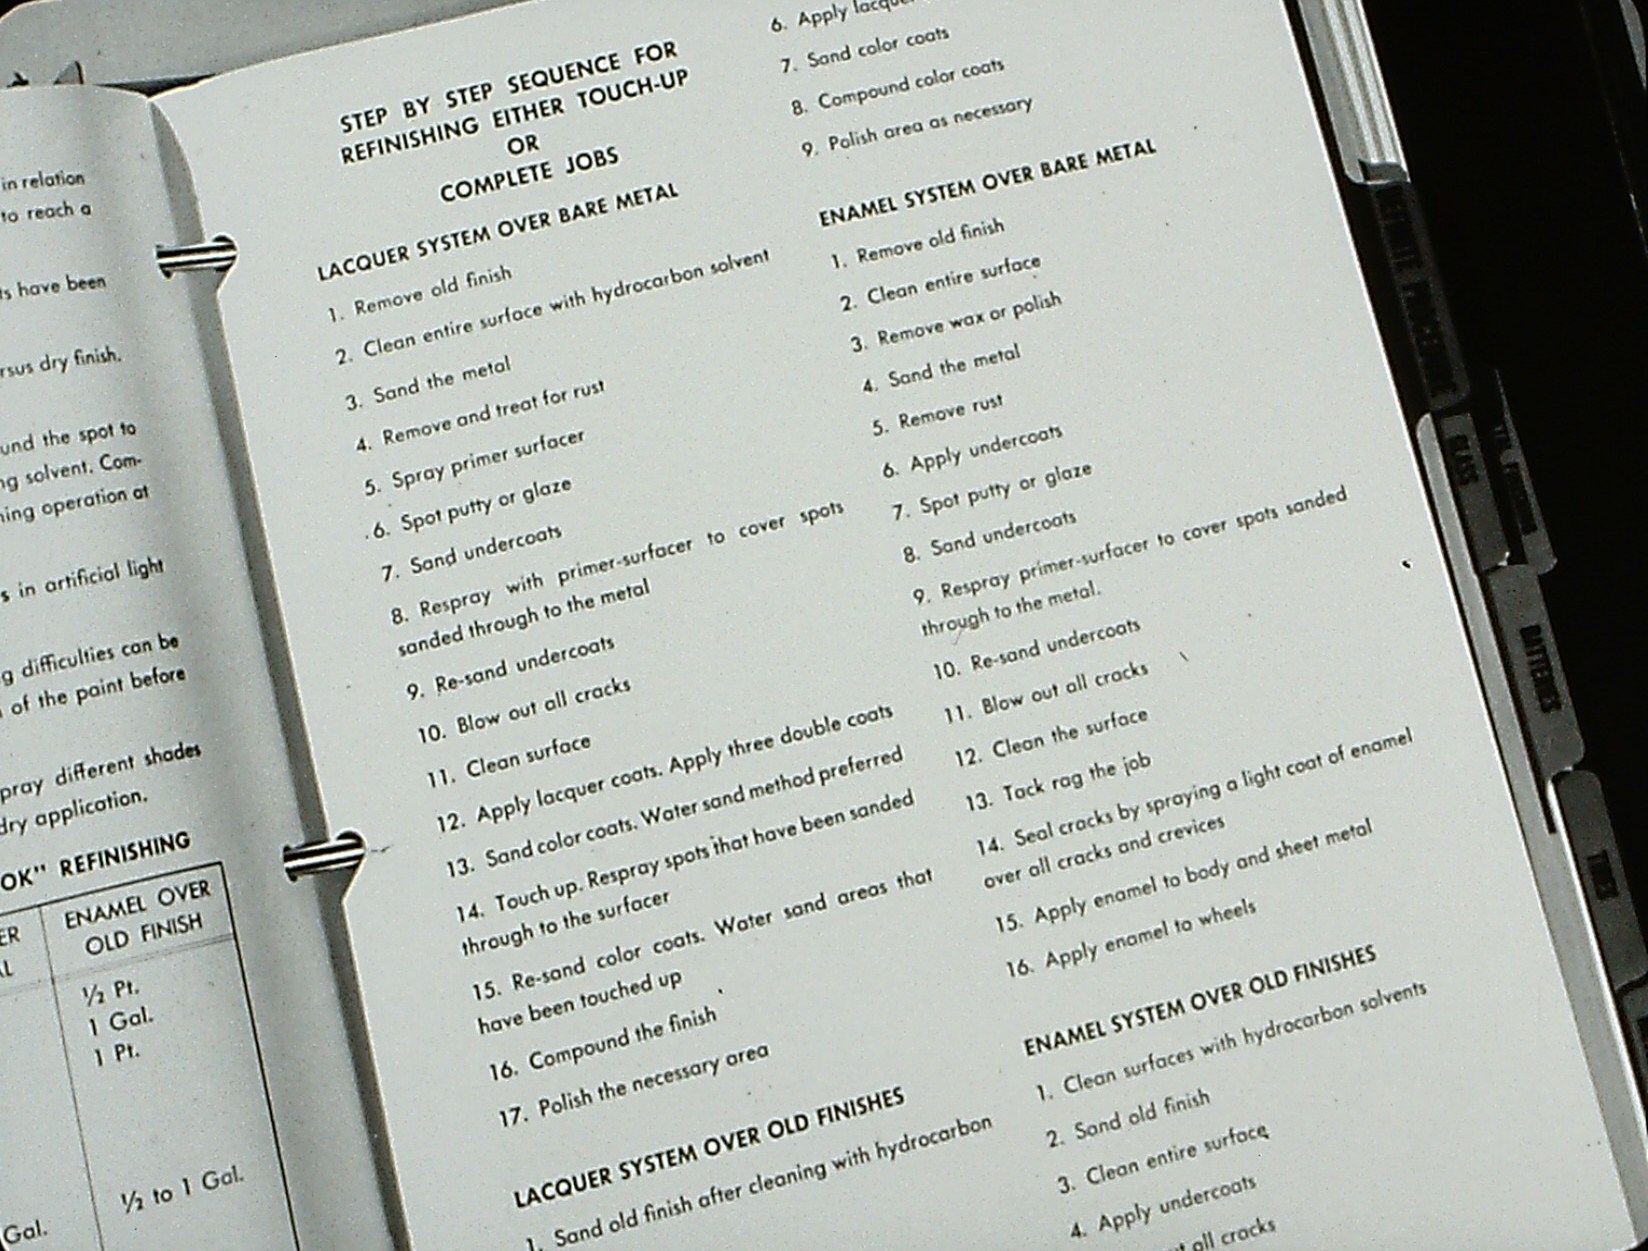 in relation
to reach a
ts have been
rsus dry finish.
und the spot to
ng solvent. Com-
ning operation at
s in artificial light
g difficulties can be
of the paint before
pray different shades
dry application.
OK" REFINISHING
ER
AL
ENAMEL OVER
OLD FINISH
½ Pt.
1 Gal.
1 Pt.
½ to 1 Gal.
Gal.
STEP BY STEP SEQUENCE FOR
REFINISHING EITHER TOUCH-UP
OR
COMPLETE JOBS
LACQUER SYSTEM OVER BARE METAL
1. Remove old finish
2. Clean entire surface with hydrocarbon solvent
3. Sand the metal
4. Remove and treat for rust
5. Spray primer surfacer
6. Spot putty or glaze
7. Sand undercoats
8. Respray with primer-surfacer to cover spots
sanded through to the metal
9. Re-sand undercoats
10. Blow out all cracks
11. Clean surface
12. Apply lacquer coats. Apply three double coats
13. Sand color coats. Water sand method preferred
14. Touch up. Respray spots that have been sanded
through to the surfacer
15. Re-sand color coats. Water sand areas that
have been touched up
16. Compound the finish
17. Polish the necessary area
LACQUER SYSTEM OVER OLD FINISHES
1. Sand old finish after cleaning with hydrocarbon
6. Apply lacquer
7. Sand color coats
8. Compound color coats
9. Polish area as necessary
ENAMEL SYSTEM OVER BARE METAL
1. Remove old finish
2. Clean entire surface
3. Remove wax or polish
4. Sand the metal
5. Remove rust
6. Apply undercoats
7. Spot putty or glaze
8. Sand undercoats
9. Respray primer-surfacer to cover spots sanded
through to the metal.
10. Re-sand undercoats
11. Blow out all cracks
12. Clean the surface
13. Tack rag the job
14. Seal cracks by spraying a light coat of enamel
over all cracks and crevices
15. Apply enamel to body and sheet metal
16. Apply enamel to wheels
ENAMEL SYSTEM OVER OLD FINISHES
1. Clean surfaces with hydrocarbon solvents
2. Sand old finish
3. Clean entire surface
4. Apply undercoats
all cracks
GLASS
BATTERIES
TIRES